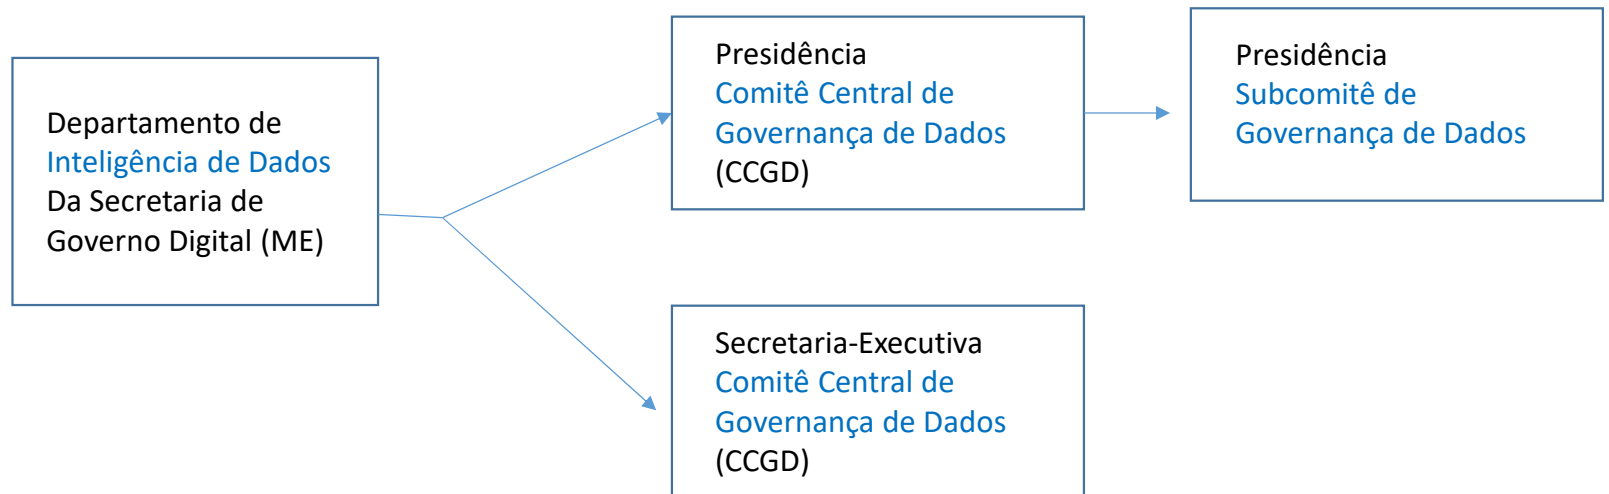 Departamento de
Inteligência de Dados
Da Secretaria de
Governo Digital (ME)
Presidência
Comitê Central de
Governança de Dados
(CCGD)
Presidência
Subcomitê de
Governança de Dados
Secretaria-Executiva
Comitê Central de
Governança de Dados
(CCGD)